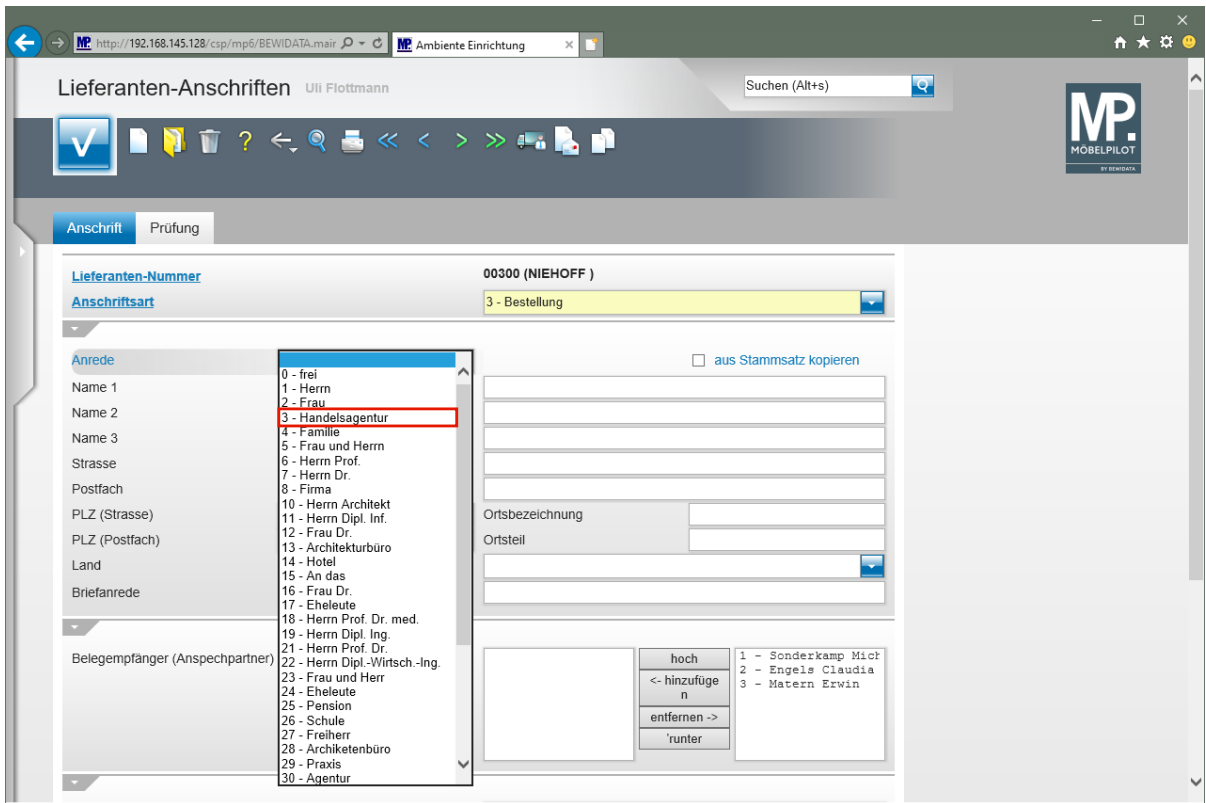 http://192.168.145.128/csp/mp6/BEWIDATA.mair
MP. Ambiente Einrichtung
Lieferanten-Anschriften Uli Flottmann
Suchen (Alt+s)
MP.
MÖBELPILOT
BY BEWIDATA
Anschrift Prüfung
Lieferanten-Nummer 00300 (NIEHOFF )
Anschriftsart 3 - Bestellung
Anrede aus Stammsatz kopieren
Name 1
Name 2
Name 3
Strasse
Postfach
PLZ (Strasse) Ortsbezeichnung
PLZ (Postfach) Ortsteil
Land
Briefanrede
0 - frei
1 - Herrn
2 - Frau
3 - Handelsagentur
4 - Familie
5 - Frau und Herrn
6 - Herrn Prof.
7 - Herrn Dr.
8 - Firma
10 - Herrn Architekt
11 - Herrn Dipl. Inf.
12 - Frau Dr.
13 - Architekturbüro
14 - Hotel
15 - An das
16 - Frau Dr.
17 - Eheleute
18 - Herrn Prof. Dr. med.
19 - Herrn Dipl. Ing.
21 - Herrn Prof. Dr.
22 - Herrn Dipl.-Wirtsch.-Ing.
23 - Frau und Herr
24 - Eheleute
25 - Pension
26 - Schule
27 - Freiherr
28 - Archiketenbüro
29 - Praxis
30 - Agentur
Belegempfänger (Anspechpartner)
hoch
<- hinzufüge
n
entfernen ->
'runter
1 - Sonderkamp Mich
2 - Engels Claudia
3 - Matern Erwin